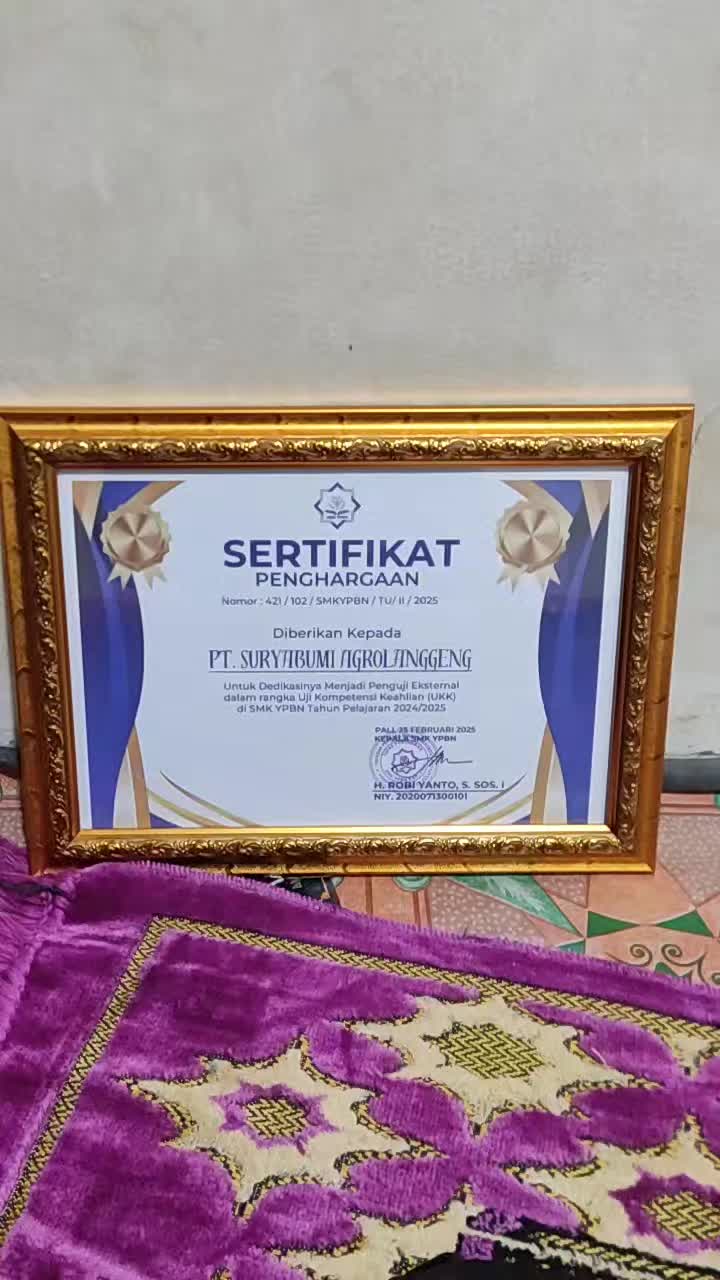 SERTIFIKAT
PENGHARGAAN
Nomor : 421 / 102 / SMKYPBN / TU/ II / 2025
Diberikan Kepada
PT. SURYABUMI AGROLANGGENG
Untuk Dedikasinya Menjadi Penguji Eksternal
dalam rangka Uji Kompetensi Keahlian (UKK)
di SMK YPBN Tahun Pelajaran 2024/2025
PALI, 25 FEBRUARI 2025
KEPALA SMK YPBN
H. ROBI YANTO, S. SOS. I
NIY. 2020071300101